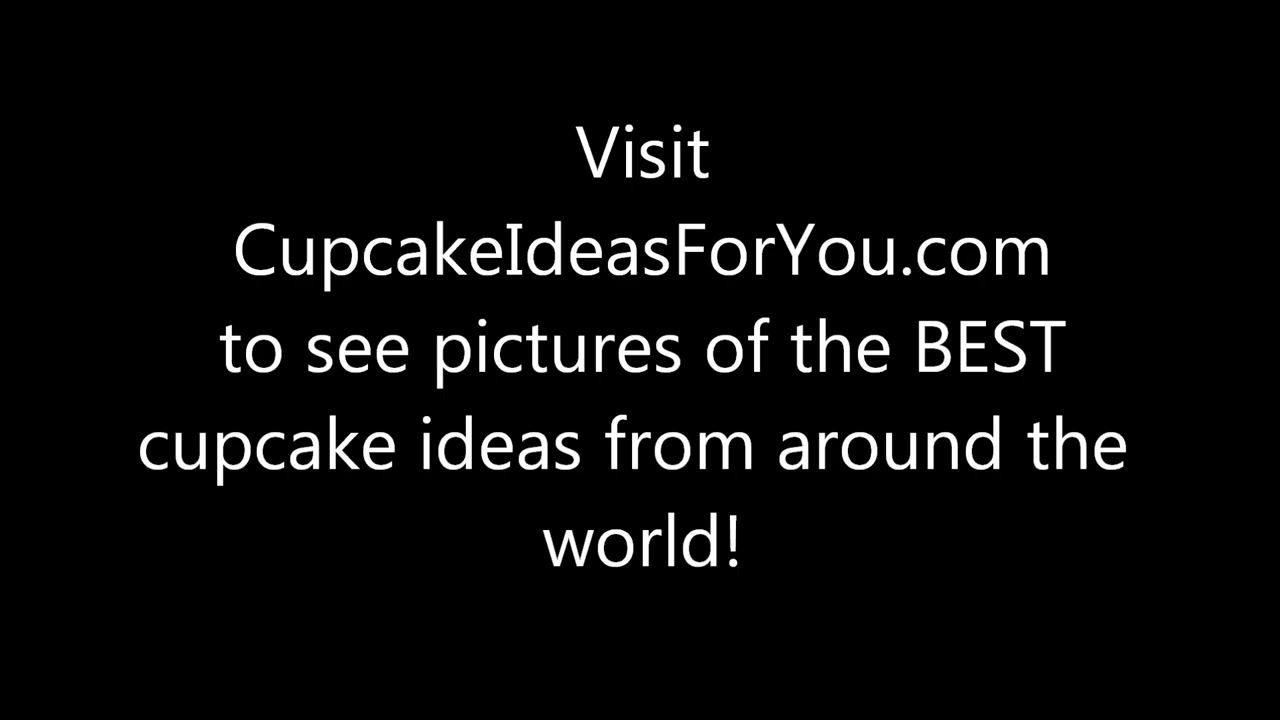 Visit
CupcakeIdeasForYou.com
to see pictures of the BEST
cupcake ideas from around the
world!